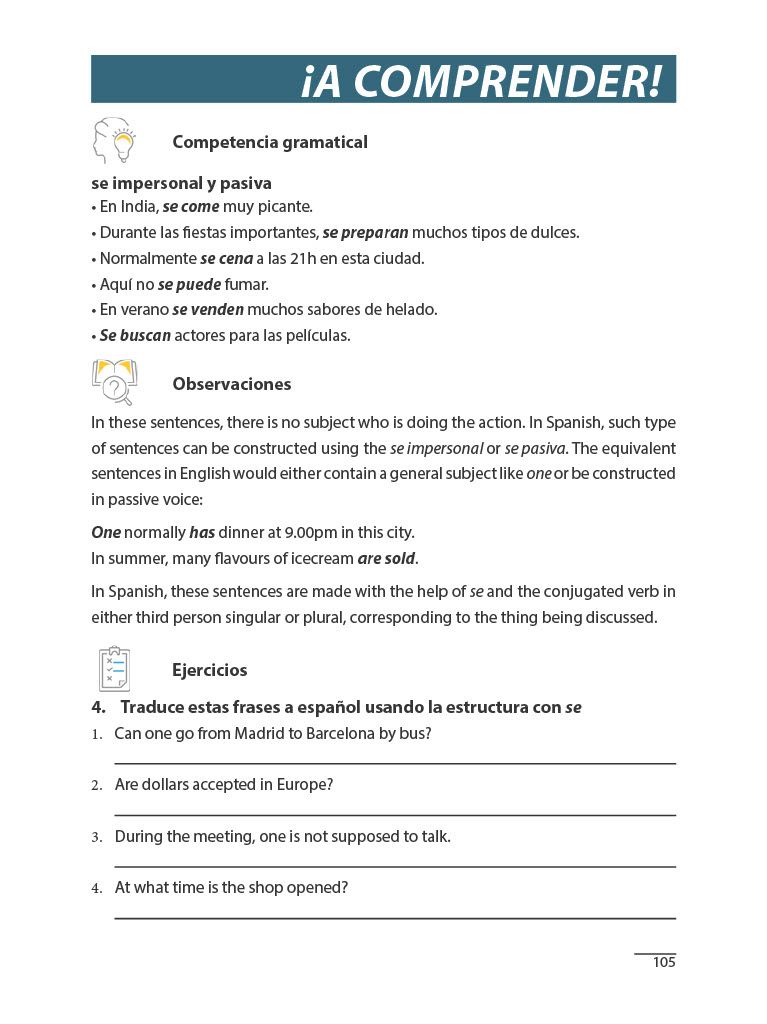 ¡A COMPRENDER!
Competencia gramatical
se impersonal y pasiva
• En India, se come muy picante.
• Durante las fiestas importantes, se preparan muchos tipos de dulces.
• Normalmente se cena a las 21h en esta ciudad.
• Aquí no se puede fumar.
• En verano se venden muchos sabores de helado.
• Se buscan actores para las películas.
Observaciones
In these sentences, there is no subject who is doing the action. In Spanish, such type
of sentences can be constructed using the se impersonal or se pasiva. The equivalent
sentences in English would either contain a general subject like one or be constructed
in passive voice:
One normally has dinner at 9.00pm in this city.
In summer, many flavours of icecream are sold.
In Spanish, these sentences are made with the help of se and the conjugated verb in
either third person singular or plural, corresponding to the thing being discussed.
Ejercicios
4. Traduce estas frases a español usando la estructura con se
1. Can one go from Madrid to Barcelona by bus?
2. Are dollars accepted in Europe?
3. During the meeting, one is not supposed to talk.
4. At what time is the shop opened?
105